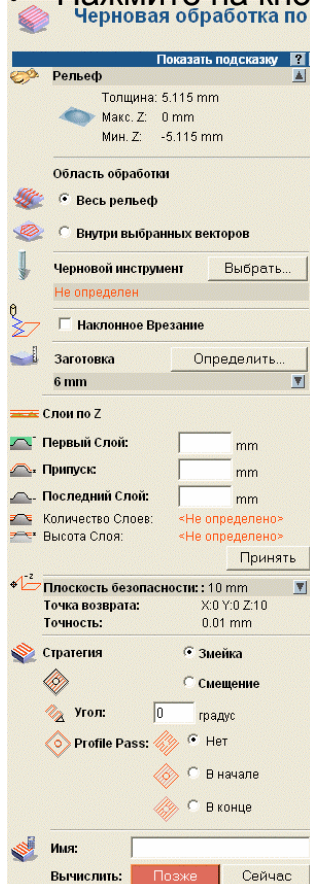 Нажмите на кно
Черновая обработка по
Показать подсказку ?
Рельеф
Толщина: 5.115 mm
Макс. Z: 0 mm
Мин. Z: -5.115 mm
Область обработки
Весь рельеф
Внутри выбранных векторов
Черновой инструмент Выбрать...
Не определен
Наклонное Врезание
Заготовка Определить...
6 mm
Слои по Z
Первый Слой: mm
Припуск: mm
Последний Слой: mm
Количество Слоев: <Не определено>
Высота Слоя: <Не определено>
Принять
Плоскость безопасности: : 10 mm
Точка возврата: X:0 Y:0 Z:10
Точность: 0.01 mm
Стратегия Змейка
Смещение
Угол: 0 градус
Profile Pass: Нет
В начале
В конце
Имя:
Вычислить: Позже Сейчас